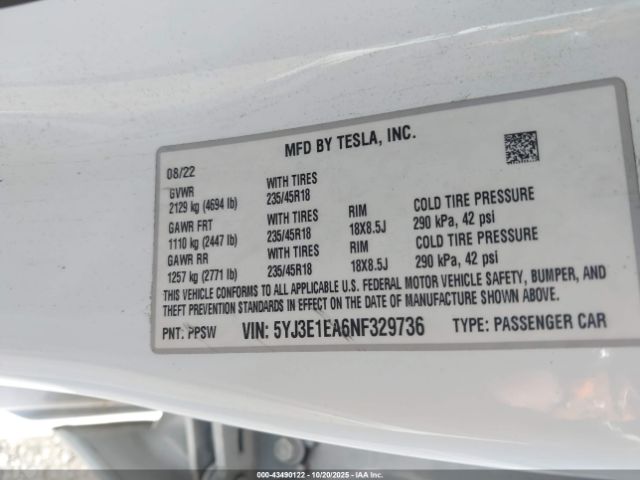 MFD BY TESLA, INC.
08/22
GVWR WITH TIRES
2129 kg (4694 lb) 235/45R18
GAWR FRT WITH TIRES RIM COLD TIRE PRESSURE
1110 kg (2447 lb) 235/45R18 18X8.5J 290 kPa, 42 psi
GAWR RR WITH TIRES RIM COLD TIRE PRESSURE
1257 kg (2771 lb) 235/45R18 18X8.5J 290 kPa, 42 psi
THIS VEHICLE CONFORMS TO ALL APPLICABLE U.S. FEDERAL MOTOR VEHICLE SAFETY, BUMPER, AND
THEFT PREVENTION STANDARDS IN EFFECT ON THE DATE OF MANUFACTURE SHOWN ABOVE.
PNT: PPSW VIN: 5YJ3E1EA6NF329736 TYPE: PASSENGER CAR
000-43490122 - 10/20/2025 - IAAI.COM